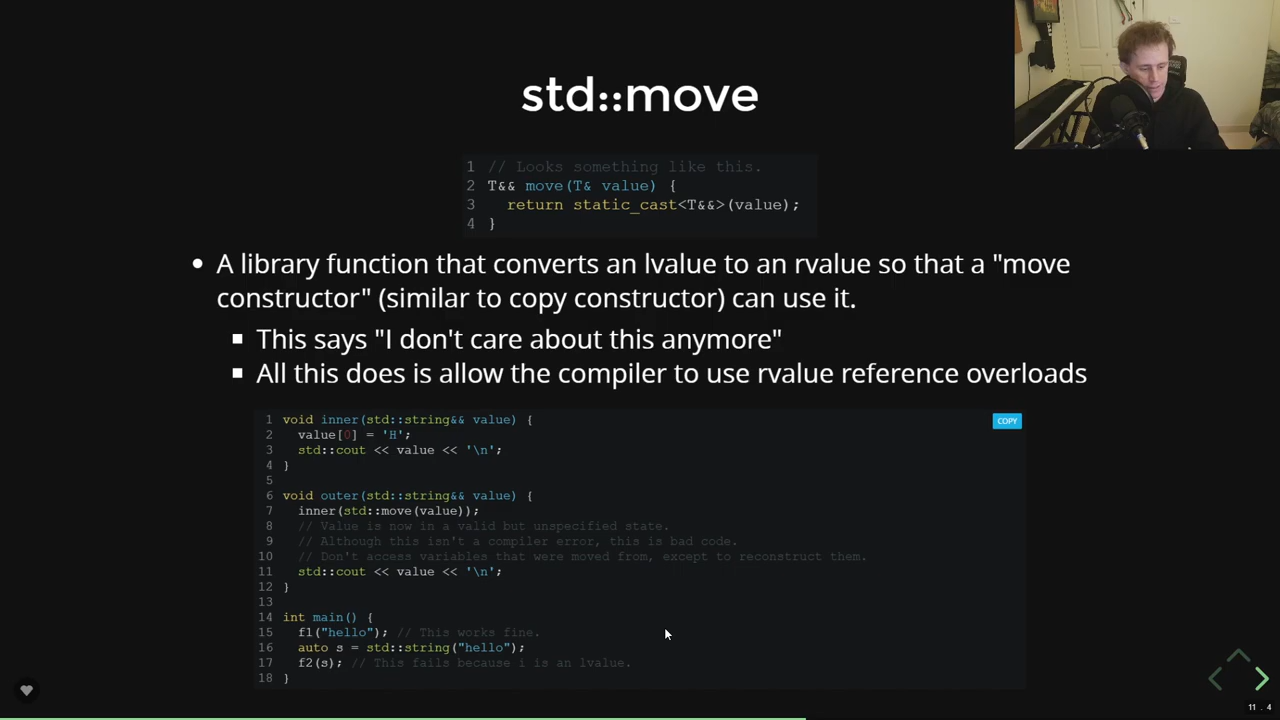 std::move
1 // Looks something like this.
2 T&& move(T& value) {
3   return static_cast<T&&>(value);
4 }
• A library function that converts an lvalue to an rvalue so that a "move
constructor" (similar to copy constructor) can use it.
▪ This says "I don't care about this anymore"
▪ All this does is allow the compiler to use rvalue reference overloads
1 void inner(std::string&& value) {
COPY
2   value[0] = 'H';
3   std::cout << value << '\n';
4 }
5
6 void outer(std::string&& value) {
7   inner(std::move(value));
8   // Value is now in a valid but unspecified state.
9   // Although this isn't a compiler error, this is bad code.
10   // Don't access variables that were moved from, except to reconstruct them.
11   std::cout << value << '\n';
12 }
13
14 int main() {
15   f1("hello"); // This works fine.
16   auto s = std::string("hello");
17   f2(s); // This fails because i is an lvalue.
18 }
11 . 4